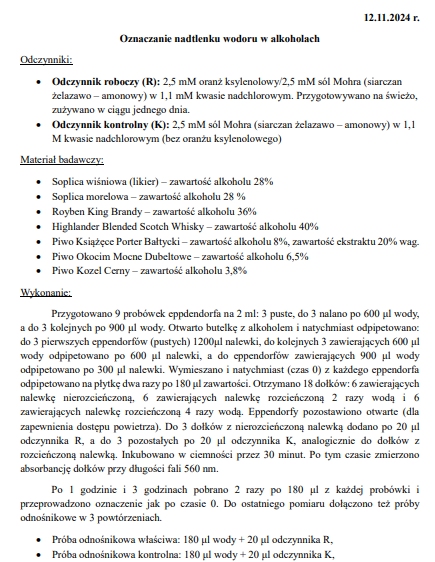 12.11.2024 r.
Oznaczanie nadtlenku wodoru w alkoholach
Odczynniki:
• Odczynnik roboczy (R): 2,5 mM oranż ksylenolowy/2,5 mM sól Mohra (siarczan
żelazawo – amonowy) w 1,1 mM kwasie nadchlorowym. Przygotowywano na świeżo,
zużywano w ciągu jednego dnia.
• Odczynnik kontrolny (K): 2,5 mM sól Mohra (siarczan żelazawo – amonowy) w 1,1
M kwasie nadchlorowym (bez oranżu ksylenolowego)
Materiał badawczy:
• Soplica wiśniowa (likier) – zawartość alkoholu 28%
• Soplica morelowa – zawartość alkoholu 28 %
• Royben King Brandy – zawartość alkoholu 36%
• Highlander Blended Scotch Whisky – zawartość alkoholu 40%
• Piwo Książęce Porter Bałtycki – zawartość alkoholu 8%, zawartość ekstraktu 20% wag.
• Piwo Okocim Mocne Dubeltowe – zawartość alkoholu 6,5%
• Piwo Kozel Cerny – zawartość alkoholu 3,8%
Wykonanie:
Przygotowano 9 probówek eppdendorfa na 2 ml: 3 puste, do 3 nalano po 600 µl wody,
a do 3 kolejnych po 900 µl wody. Otwarto butelkę z alkoholem i natychmiast odpipetowano:
do 3 pierwszych eppendorfów (pustych) 1200µl nalewki, do kolejnych 3 zawierających 600 µl
wody odpipetowano po 600 µl nalewki, a do eppendorfów zawierających 900 µl wody
odpipetowano po 300 µl nalewki. Wymieszano i natychmiast (czas 0) z każdego eppendorfa
odpipetowano na płytkę dwa razy po 180 µl zawartości. Otrzymano 18 dołków: 6 zawierających
nalewkę nierozcieńczoną, 6 zawierających nalewkę rozcieńczoną 2 razy wodą i 6
zawierających nalewkę rozcieńczoną 4 razy wodą. Eppendorfy pozostawiono otwarte (dla
zapewnienia dostępu powietrza). Do 3 dołków z nierozcieńczoną nalewką dodano po 20 µl
odczynnika R, a do 3 pozostałych po 20 µl odczynnika K, analogicznie do dołków z
rozcieńczoną nalewką. Inkubowano w ciemności przez 30 minut. Po tym czasie zmierzono
absorbancję dołków przy długości fali 560 nm.
Po 1 godzinie i 3 godzinach pobrano 2 razy po 180 µl z każdej probówki i
przeprowadzono oznaczenie jak po czasie 0. Do ostatniego pomiaru dołączono też próby
odnośnikowe w 3 powtórzeniach.
• Próba odnośnikowa właściwa: 180 µl wody + 20 µl odczynnika R,
• Próba odnośnikowa kontrolna: 180 µl wody + 20 µl odczynnika K,